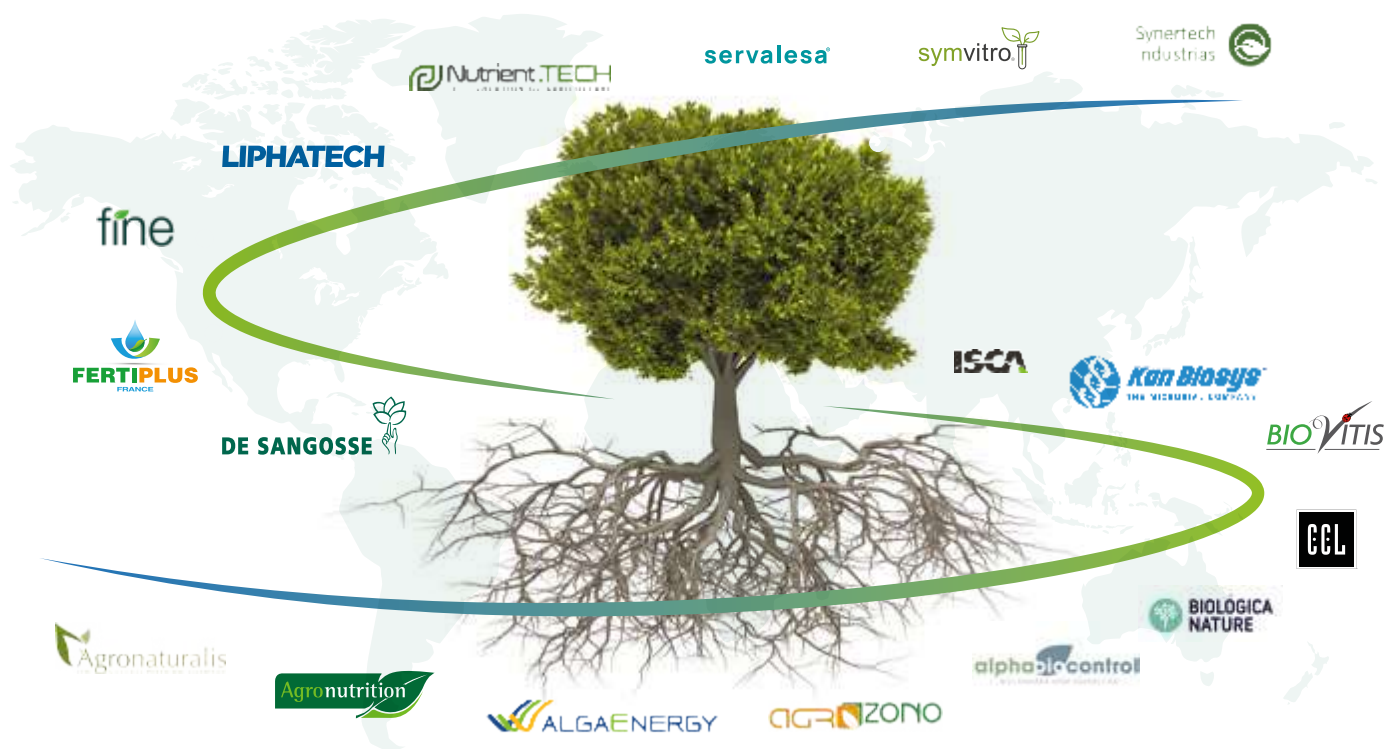 servalesa
symvitro
Synertech
ndustrias
Nutrient.TECH
LIPHATECH
fine
FERTIPLUS
FRANCE
DE SANGOSSE
ISCA
Kan Biosys
THE MICROBIAL COMPANY
BIOVITIS
CCL
BIOLÓGICA
NATURE
alphabiocontrol
Agronaturalis
Agronutrition
ALGAENERGY
AGROZONO